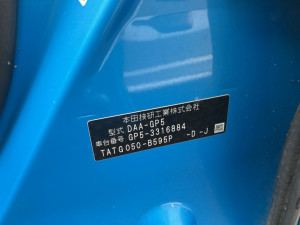 本田技研工業株式会社
型式 DAA-GP5
車台番号 GP5-3316884
TATG050-B595P -D-J